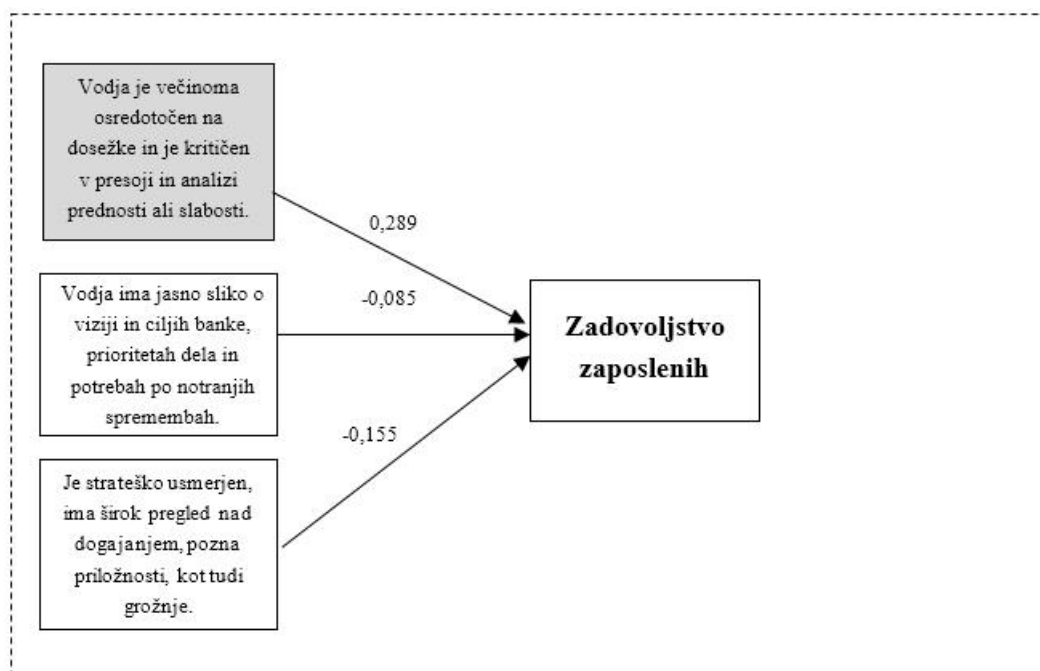 Vodja je večinoma
osredotočen na
dosežke in je kritičen
v presoji in analizi
prednosti ali slabosti.
0,289
Vodja ima jasno sliko o
viziji in ciljih banke,
prioritetah dela in
potrebah po notranjih
spremembah.
-0,085
Zadovoljstvo
zaposlenih
-0,155
Je strateško usmerjen,
ima širok pregled nad
dogajanjem, pozna
priložnosti, kot tudi
grožnje.